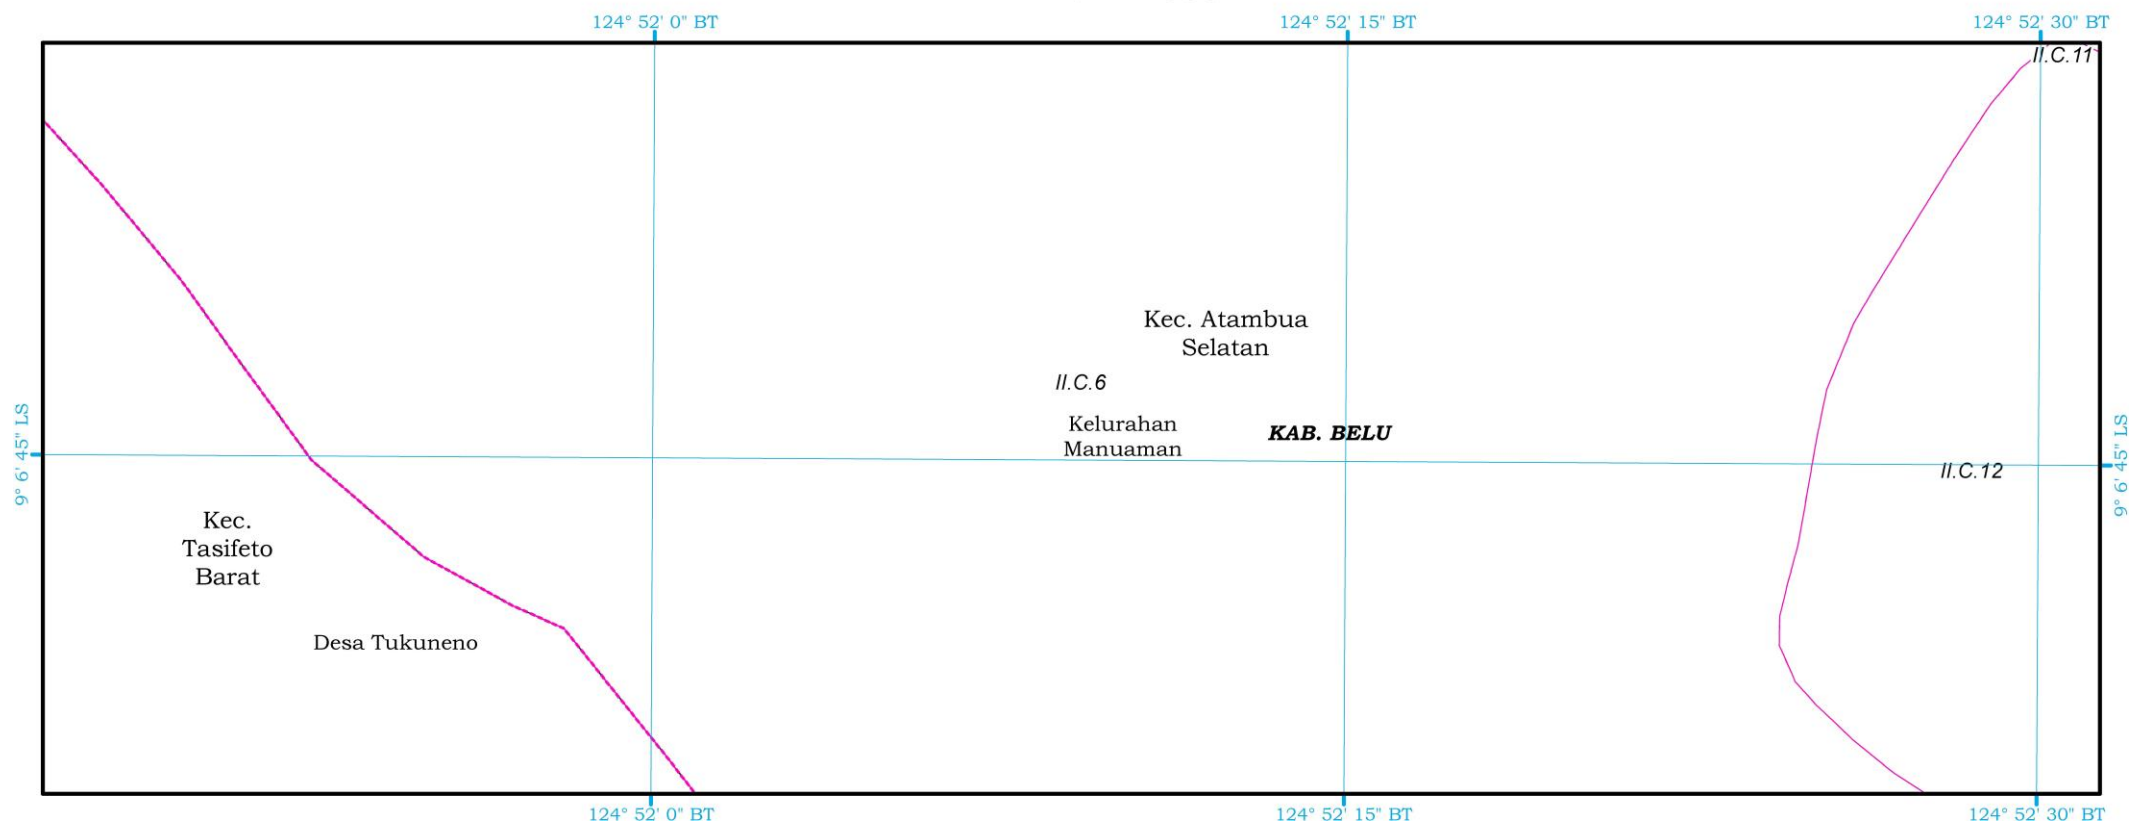 124° 52' 0" BT
124° 52' 15" BT
124° 52' 30" BT
II.C.11
Kec. Atambua
Selatan
II.C.6
Kelurahan
Manuaman
KAB. BELU
9° 6' 45" LS
9° 6' 45" LS
II.C.12
Kec.
Tasifeto
Barat
Desa Tukuneno
124° 52' 0" BT
124° 52' 15" BT
124° 52' 30" BT